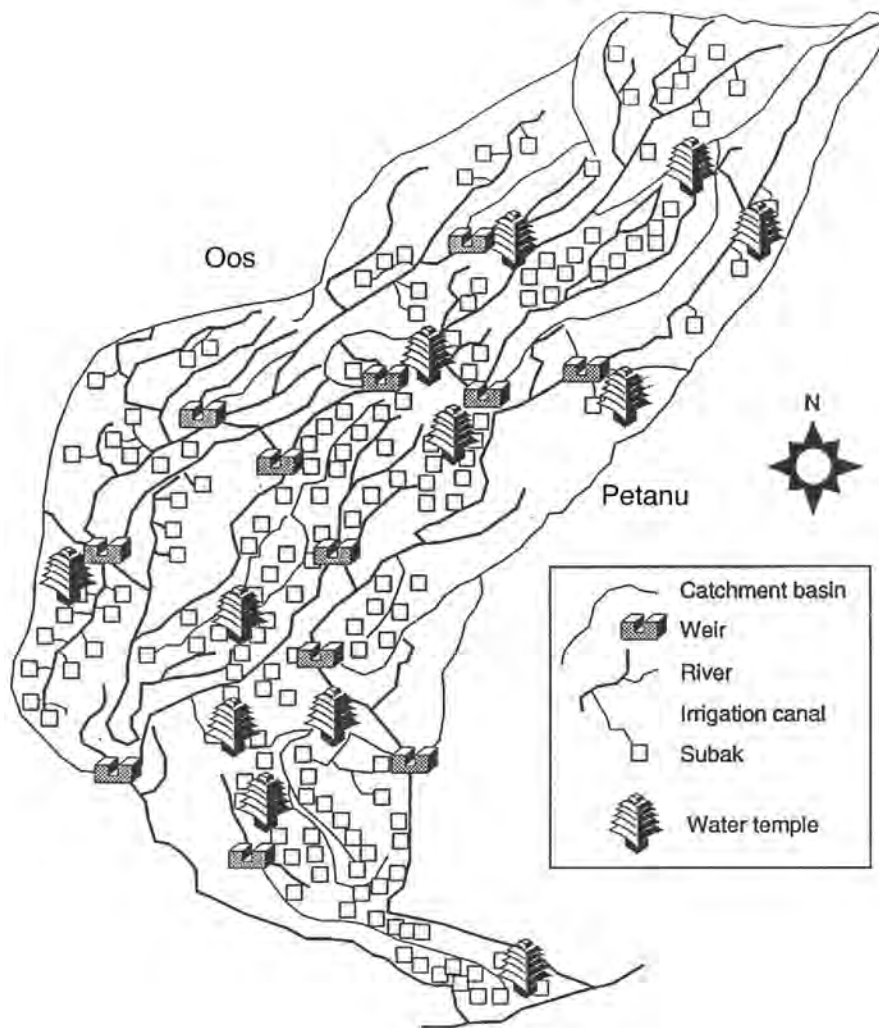 Oos
N
Petanu
Catchment basin
Weir
River
Irrigation canal
Subak
Water temple